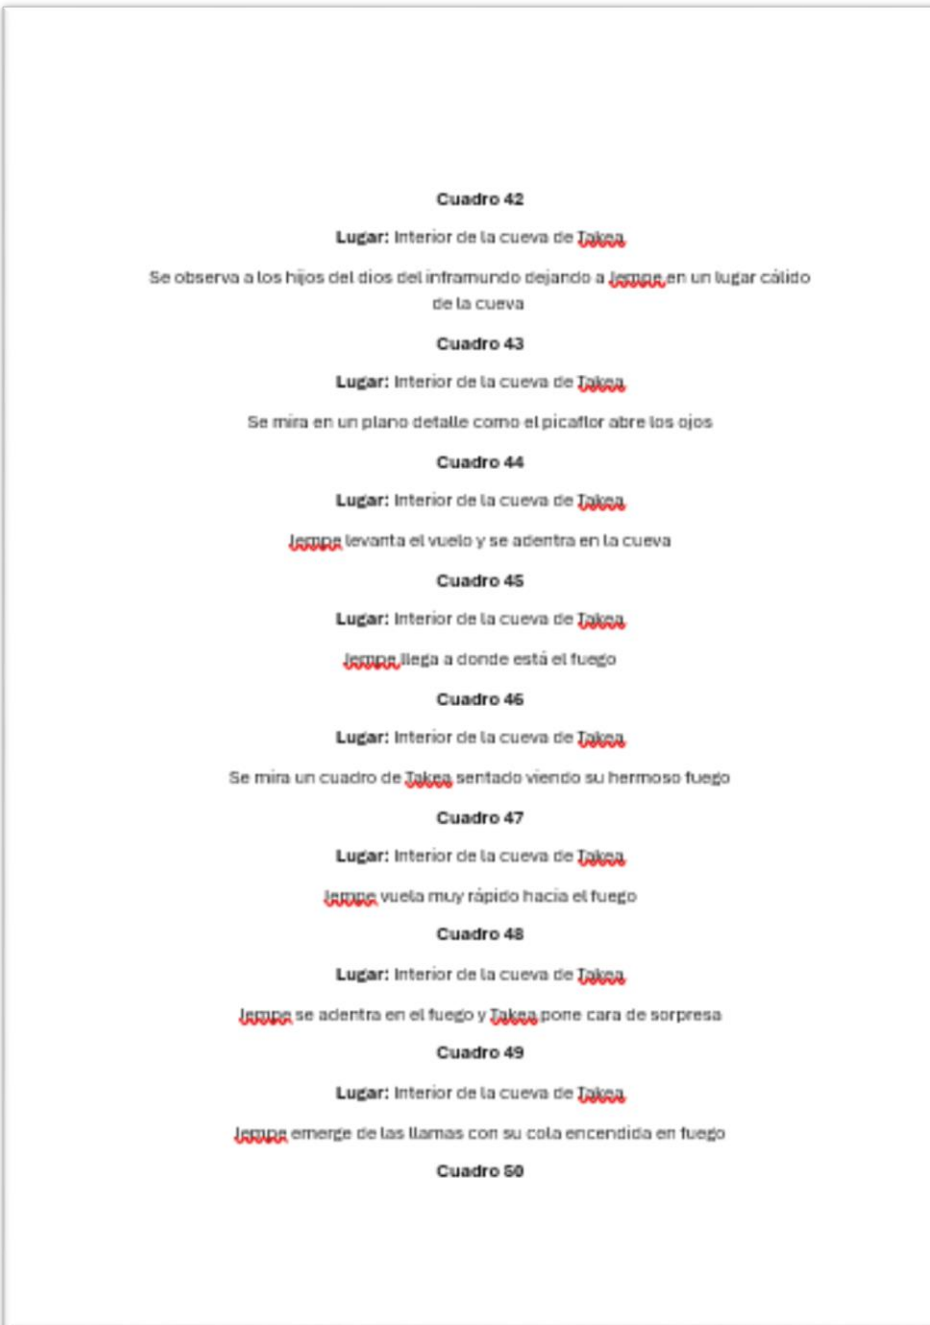 Cuadro 42
Lugar: Interior de la cueva de Takea
Se observa a los hijos del dios del inframundo dejando a Jempe en un lugar cálido
de la cueva
Cuadro 43
Lugar: Interior de la cueva de Takea
Se mira en un plano detalle como el picaflor abre los ojos
Cuadro 44
Lugar: Interior de la cueva de Takea
Jempe levanta el vuelo y se adentra en la cueva
Cuadro 45
Lugar: Interior de la cueva de Takea
Jempe llega a donde está el fuego
Cuadro 46
Lugar: Interior de la cueva de Takea
Se mira un cuadro de Takea sentado viendo su hermoso fuego
Cuadro 47
Lugar: Interior de la cueva de Takea
Jempe vuela muy rápido hacia el fuego
Cuadro 48
Lugar: Interior de la cueva de Takea
Jempe se adentra en el fuego y Takea pone cara de sorpresa
Cuadro 49
Lugar: Interior de la cueva de Takea
Jempe emerge de las llamas con su cola encendida en fuego
Cuadro 50